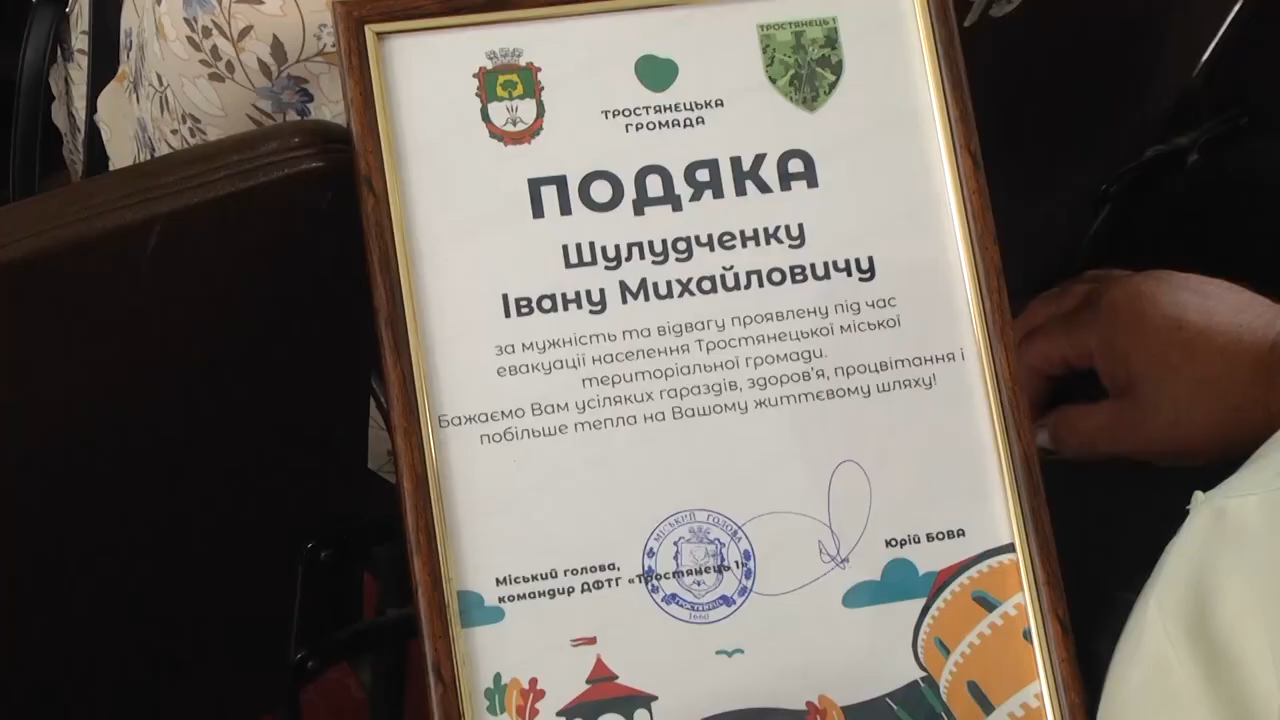 ТРОСТЯНЕЦЬ 1
ТРОСТЯНЕЦЬКА
ГРОМАДА
ПОДЯКА
Шулудченку
Івану Михайловичу
за мужність та відвагу проявлену під час
евакуації населення Тростянецької міської
територіальної громади.
Бажаємо Вам усіляких гараздів, здоров'я, процвітання і
побільше тепла на Вашому життєвому шляху!
Міський голова,
командир ДФТГ «Тростянець 1»
МІСЬКИЙ ГОЛОВА
ТРОСТЯНЕЦЬ
1660
Юрій БОВА